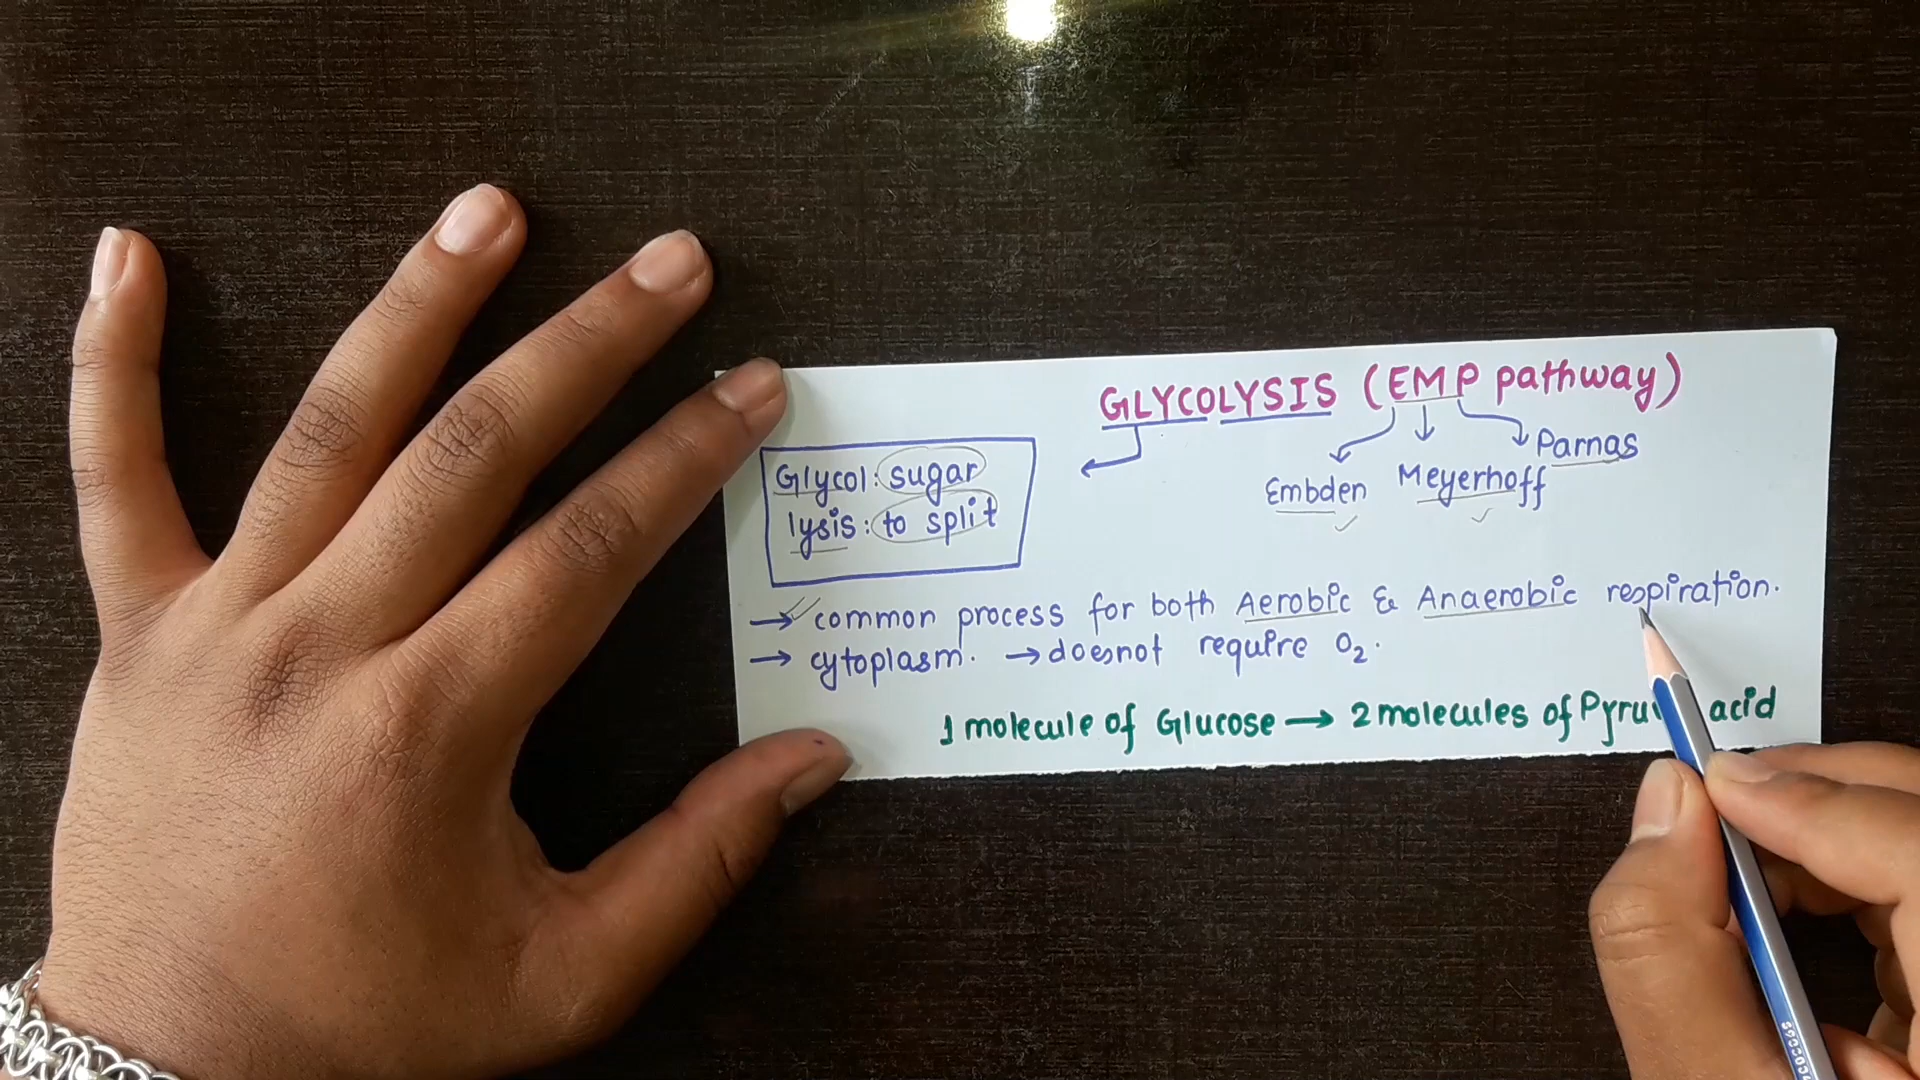 GLYCOLYSIS (EMP pathway)
Parnas
Embden Meyerhoff
Glycol: sugar
lysis: to split
→ common process for both Aerobic & Anaerobic respiration.
→ cytoplasm. → doesnot require O2.
1 molecule of Glucose → 2 molecules of acid